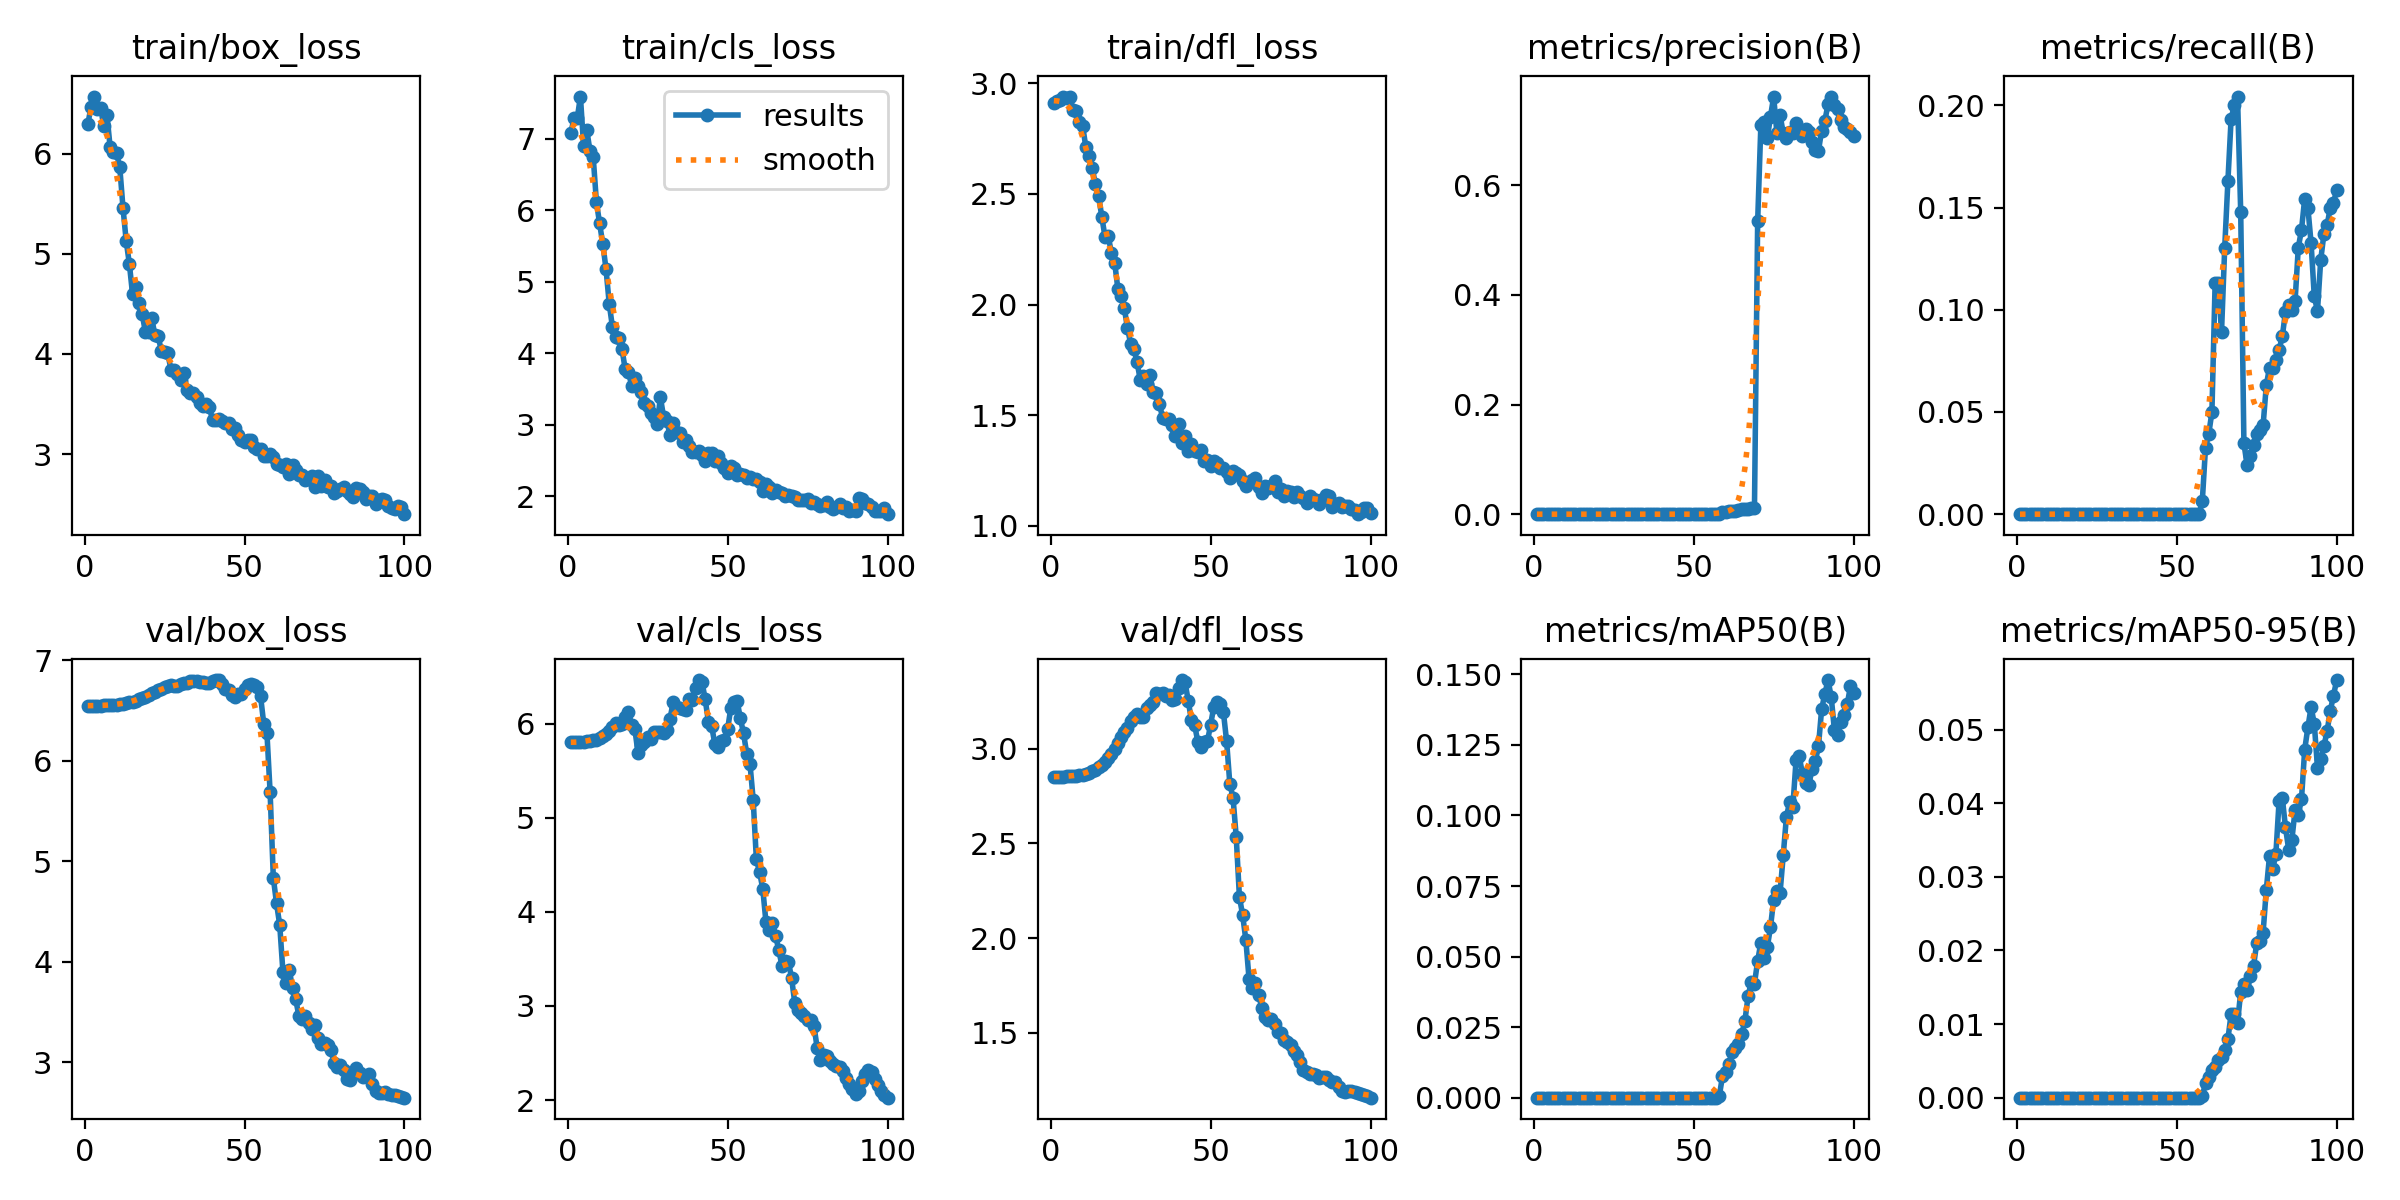 train/box_loss
train/cls_loss
train/dfl_loss
metrics/precision(B)
metrics/recall(B)
results
smooth
6
5
4
3
0 50 100
7
6
5
4
3
2
0 50 100
3.0
2.5
2.0
1.5
1.0
0 50 100
0.6
0.4
0.2
0.0
0 50 100
0.20
0.15
0.10
0.05
0.00
0 50 100
val/box_loss
val/cls_loss
val/dfl_loss
metrics/mAP50(B)
metrics/mAP50-95(B)
7
6
5
4
3
0 50 100
6
5
4
3
2
0 50 100
3.0
2.5
2.0
1.5
0 50 100
0.150
0.125
0.100
0.075
0.050
0.025
0.000
0 50 100
0.05
0.04
0.03
0.02
0.01
0.00
0 50 100